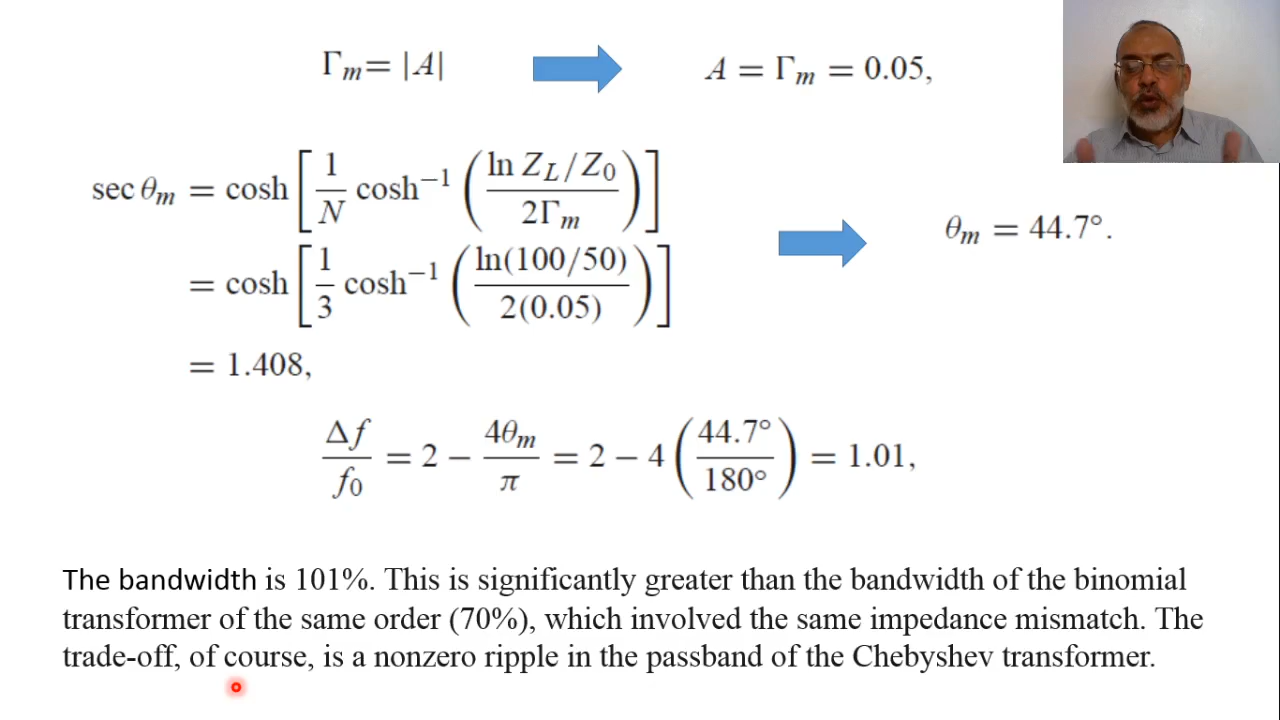 Γm = |A|
A = Γm = 0.05,
sec θm = cosh [ 1/N cosh⁻¹ ( ln ZL/Z0 / 2Γm ) ]
= cosh [ 1/3 cosh⁻¹ ( ln(100/50) / 2(0.05) ) ]
θm = 44.7°.
= 1.408,
Δf/f0 = 2 − 4θm/π = 2 − 4 ( 44.7°/180° ) = 1.01,
The bandwidth is 101%. This is significantly greater than the bandwidth of the binomial
transformer of the same order (70%), which involved the same impedance mismatch. The
trade-off, of course, is a nonzero ripple in the passband of the Chebyshev transformer.